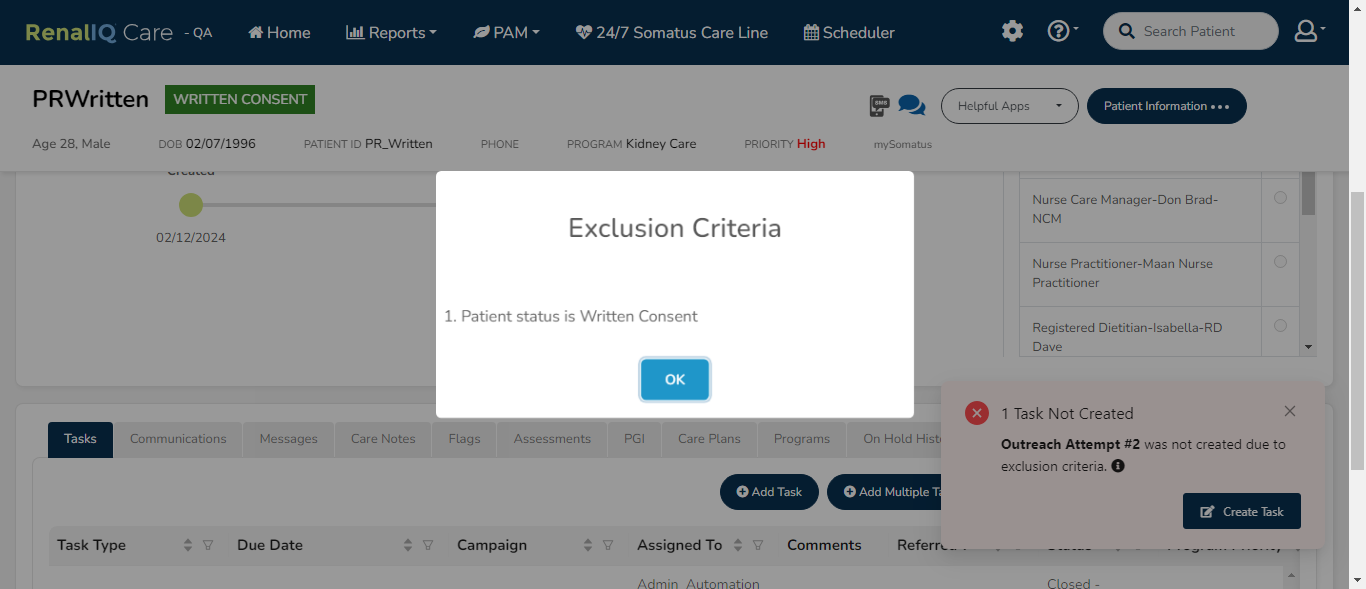 RenalIQ Care - QA Home Reports PAM 24/7 Somatus Care Line Scheduler Search Patient
PRWritten WRITTEN CONSENT
SMS Helpful Apps Patient Information
Age 28, Male DOB 02/07/1996 PATIENT ID PR_Written PHONE PROGRAM Kidney Care PRIORITY High mySomatus
Created
02/12/2024
Nurse Care Manager-Don Brad-
NCM
Nurse Practitioner-Maan Nurse
Practitioner
Registered Dietitian-Isabella-RD
Dave
Exclusion Criteria
1. Patient status is Written Consent
OK
1 Task Not Created
Outreach Attempt #2 was not created due to
exclusion criteria.
Create Task
Tasks Communications Messages Care Notes Flags Assessments PGI Care Plans Programs On Hold Histo
Add Task Add Multiple Ta
Task Type Due Date Campaign Assigned To Comments Referred Status Program Priority
Admin_Automation Closed -